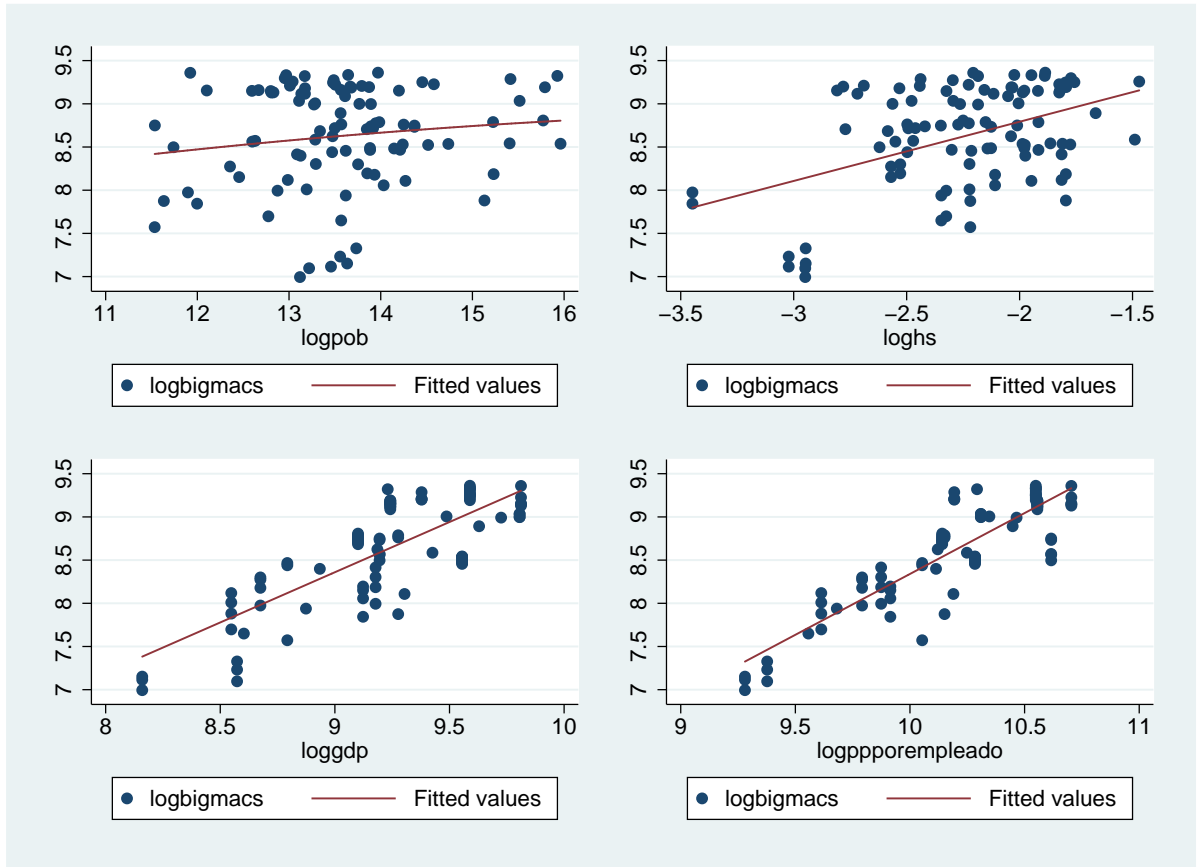 9.5
9
8.5
8
7.5
7
11 12 13 14 15 16
logpob
logbigmacs Fitted values
9.5
9
8.5
8
7.5
7
−3.5 −3 −2.5 −2 −1.5
loghs
logbigmacs Fitted values
9.5
9
8.5
8
7.5
7
8 8.5 9 9.5 10
loggdp
logbigmacs Fitted values
9.5
9
8.5
8
7.5
7
9 9.5 10 10.5 11
logppporempleado
logbigmacs Fitted values